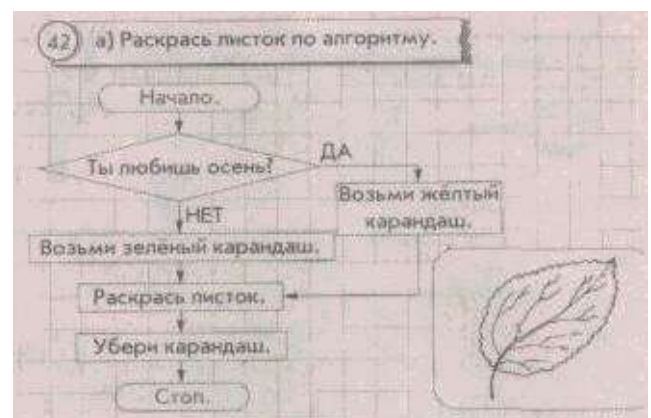 42 а) Раскрась листок по алгоритму.
Начало.
Ты любишь осень?
ДА
Возьми жёлтый
карандаш.
НЕТ
Возьми зеленый карандаш.
Раскрась листок.
Убери карандаш.
Стоп.